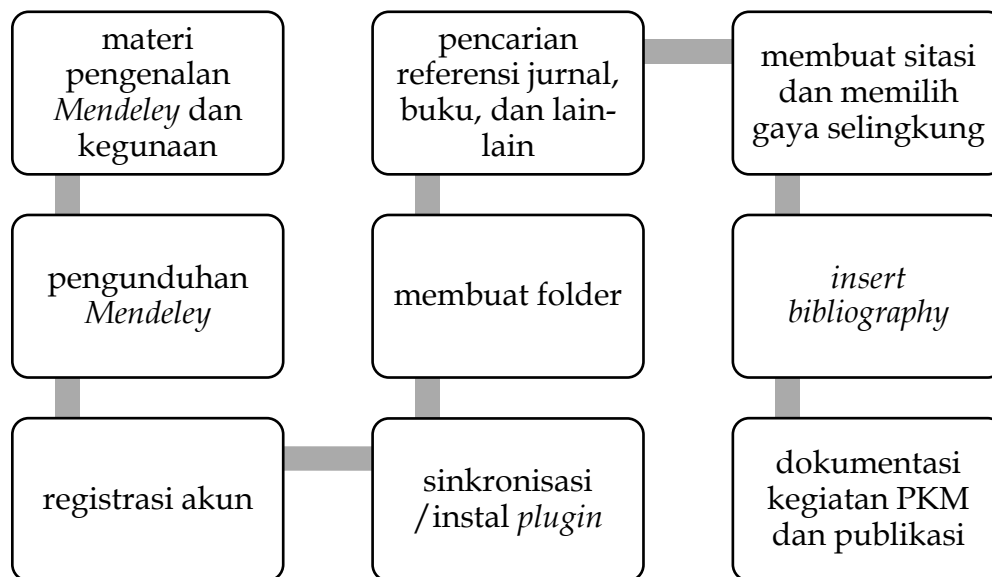 materi
pengenalan
Mendeley dan
kegunaan
pengunduhan
Mendeley
registrasi akun
sinkronisasi
/instal plugin
membuat folder
pencarian
referensi jurnal,
buku, dan lain-
lain
membuat sitasi
dan memilih
gaya selingkung
insert
bibliography
dokumentasi
kegiatan PKM
dan publikasi